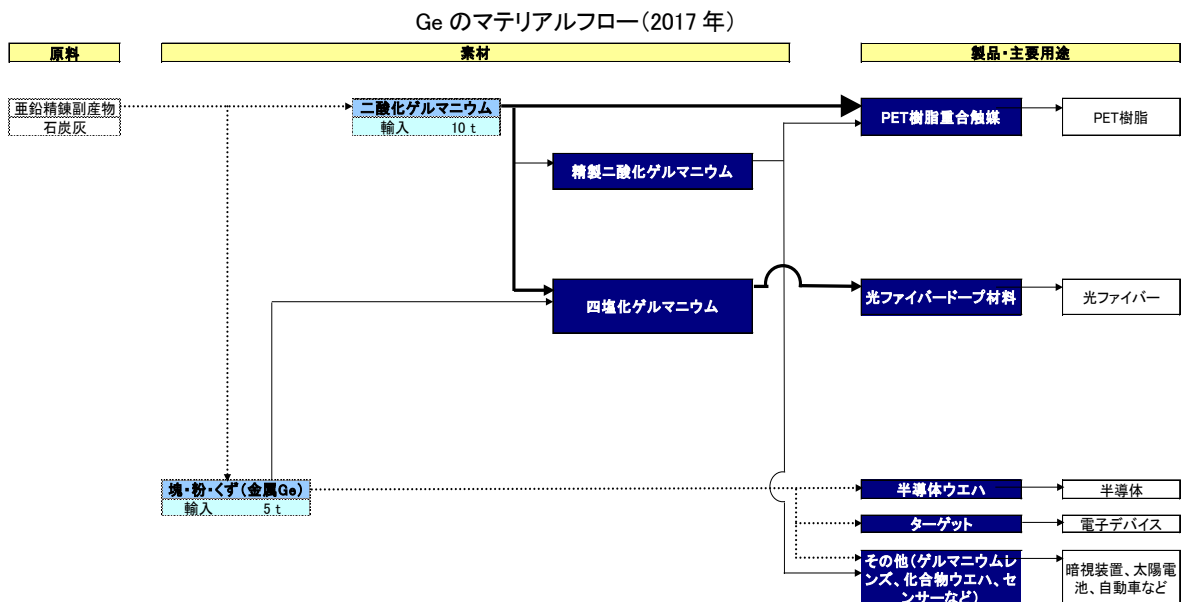 Ge のマテリアルフロー(2017 年)
原料
素材
製品・主要用途
亜鉛精錬副産物
石炭灰
二酸化ゲルマニウム
輸入 10 t
精製二酸化ゲルマニウム
四塩化ゲルマニウム
塊・粉・くず(金属Ge)
輸入 5 t
PET樹脂重合触媒
PET樹脂
光ファイバードープ材料
光ファイバー
半導体ウエハ
半導体
ターゲット
電子デバイス
その他(ゲルマニウムレ
ンズ、化合物ウエハ、セ
ンサーなど)
暗視装置、太陽電
池、自動車など